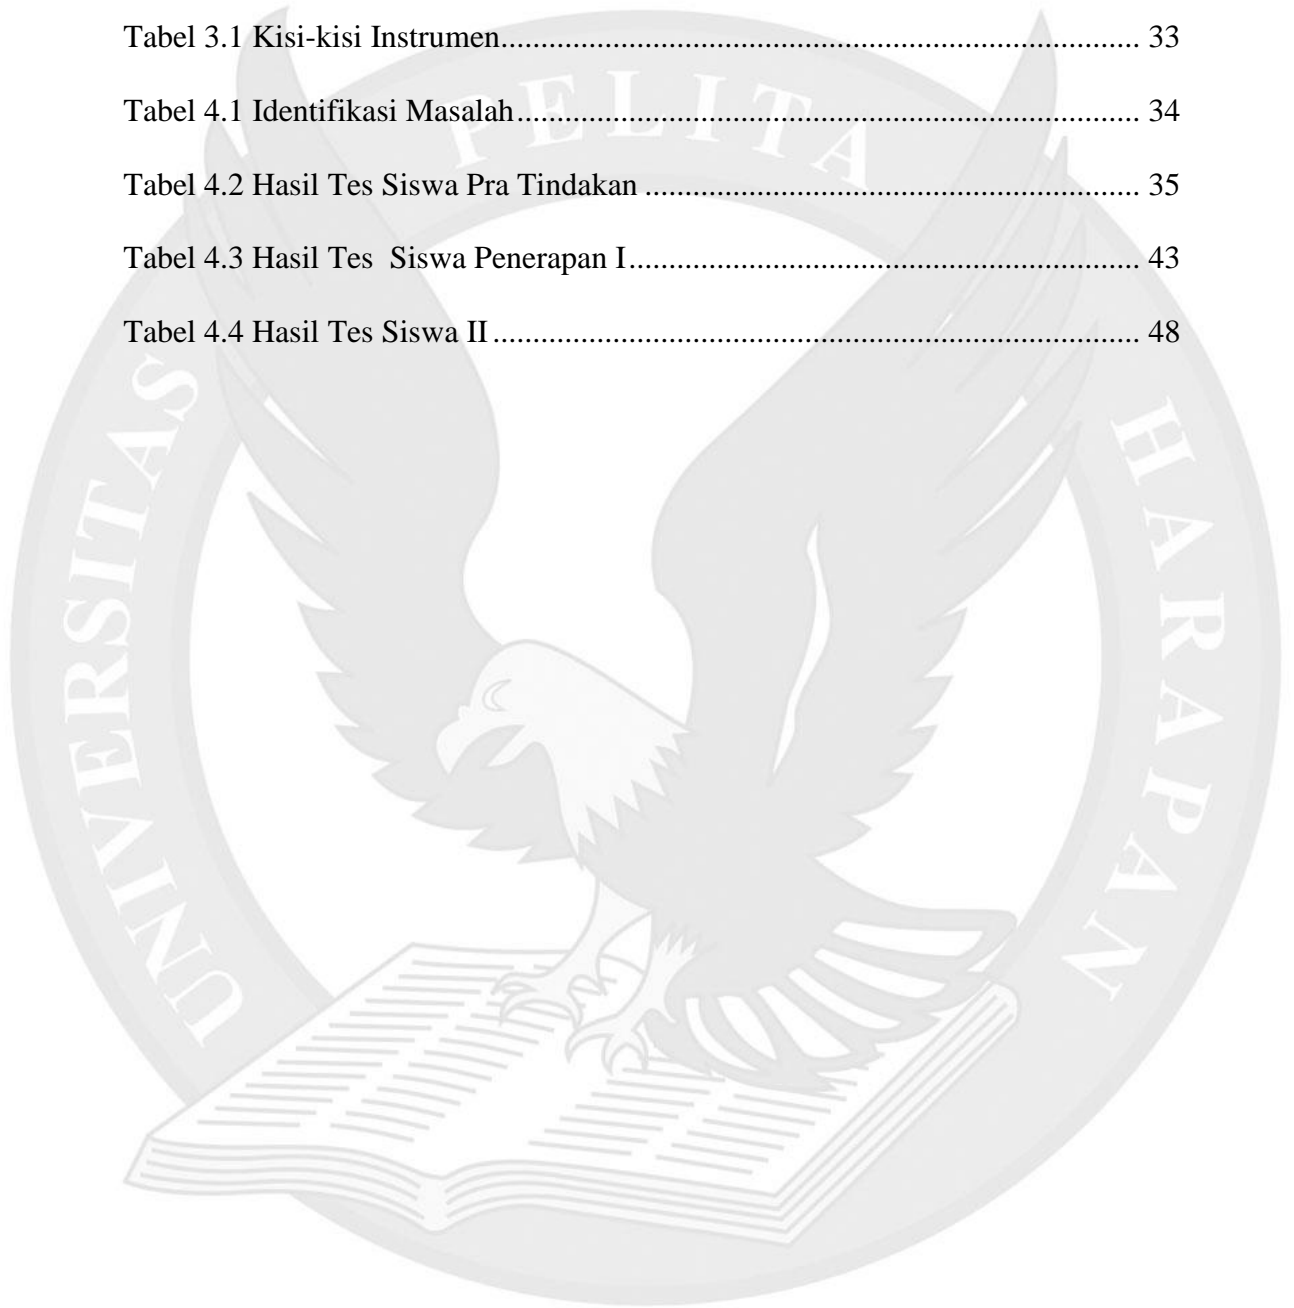 Tabel 3.1 Kisi-kisi Instrumen................................................................................ 33
Tabel 4.1 Identifikasi Masalah.............................................................................. 34
Tabel 4.2 Hasil Tes Siswa Pra Tindakan .............................................................. 35
Tabel 4.3 Hasil Tes  Siswa Penerapan I................................................................ 43
Tabel 4.4 Hasil Tes Siswa II ................................................................................. 48
UNIVERSITAS PELITA HARAPAN